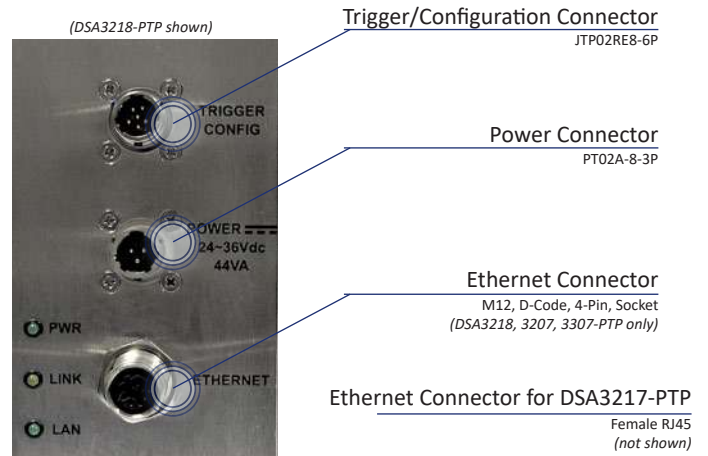 (DSA3218-PTP shown)
Trigger/Configuration Connector
JTP02RE8-6P
TRIGGER
CONFIG
Power Connector
PT02A-8-3P
POWER
24~36Vdc
44VA
Ethernet Connector
M12, D-Code, 4-Pin, Socket
(DSA3218, 3207, 3307-PTP only)
PWR
LINK
ETHERNET
LAN
Ethernet Connector for DSA3217-PTP
Female RJ45
(not shown)